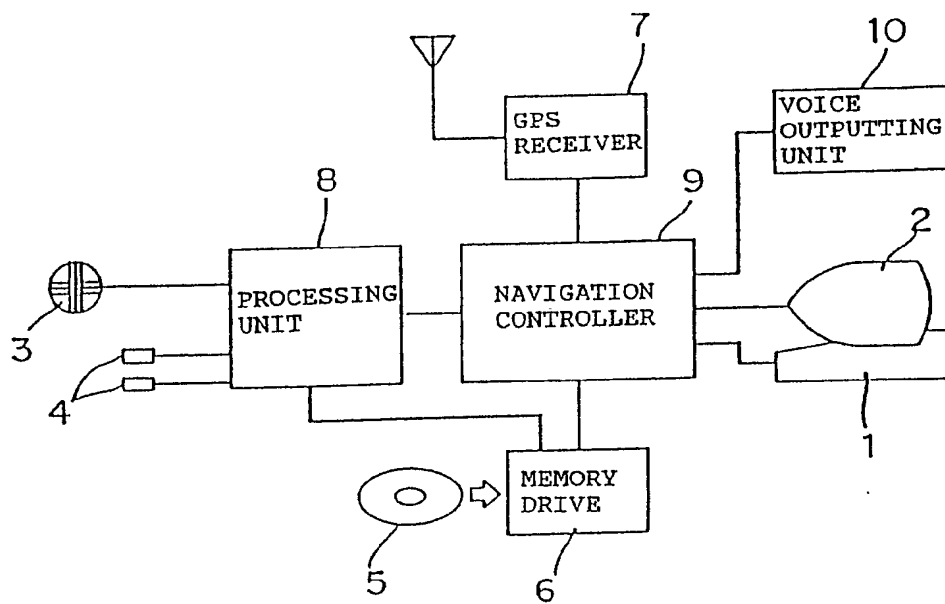 7
10
GPS
RECEIVER
VOICE
OUTPUTTING
UNIT
8
9
2
3
PROCESSING
UNIT
NAVIGATION
CONTROLLER
4
1
5
MEMORY
DRIVE
6